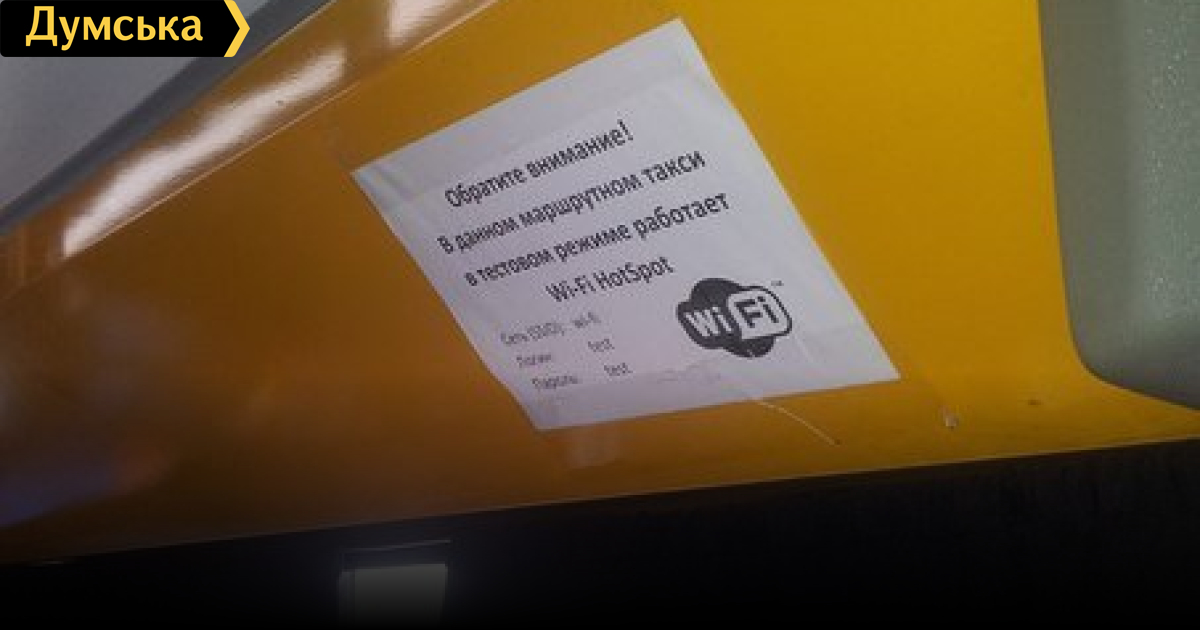 Думська
Обратите внимание!
В данном маршрутном такси
в тестовом режиме работает
Wi-Fi HotSpot
Wi Fi™
Сеть (SSID): wi-fi
Логин: test
Пароль: test